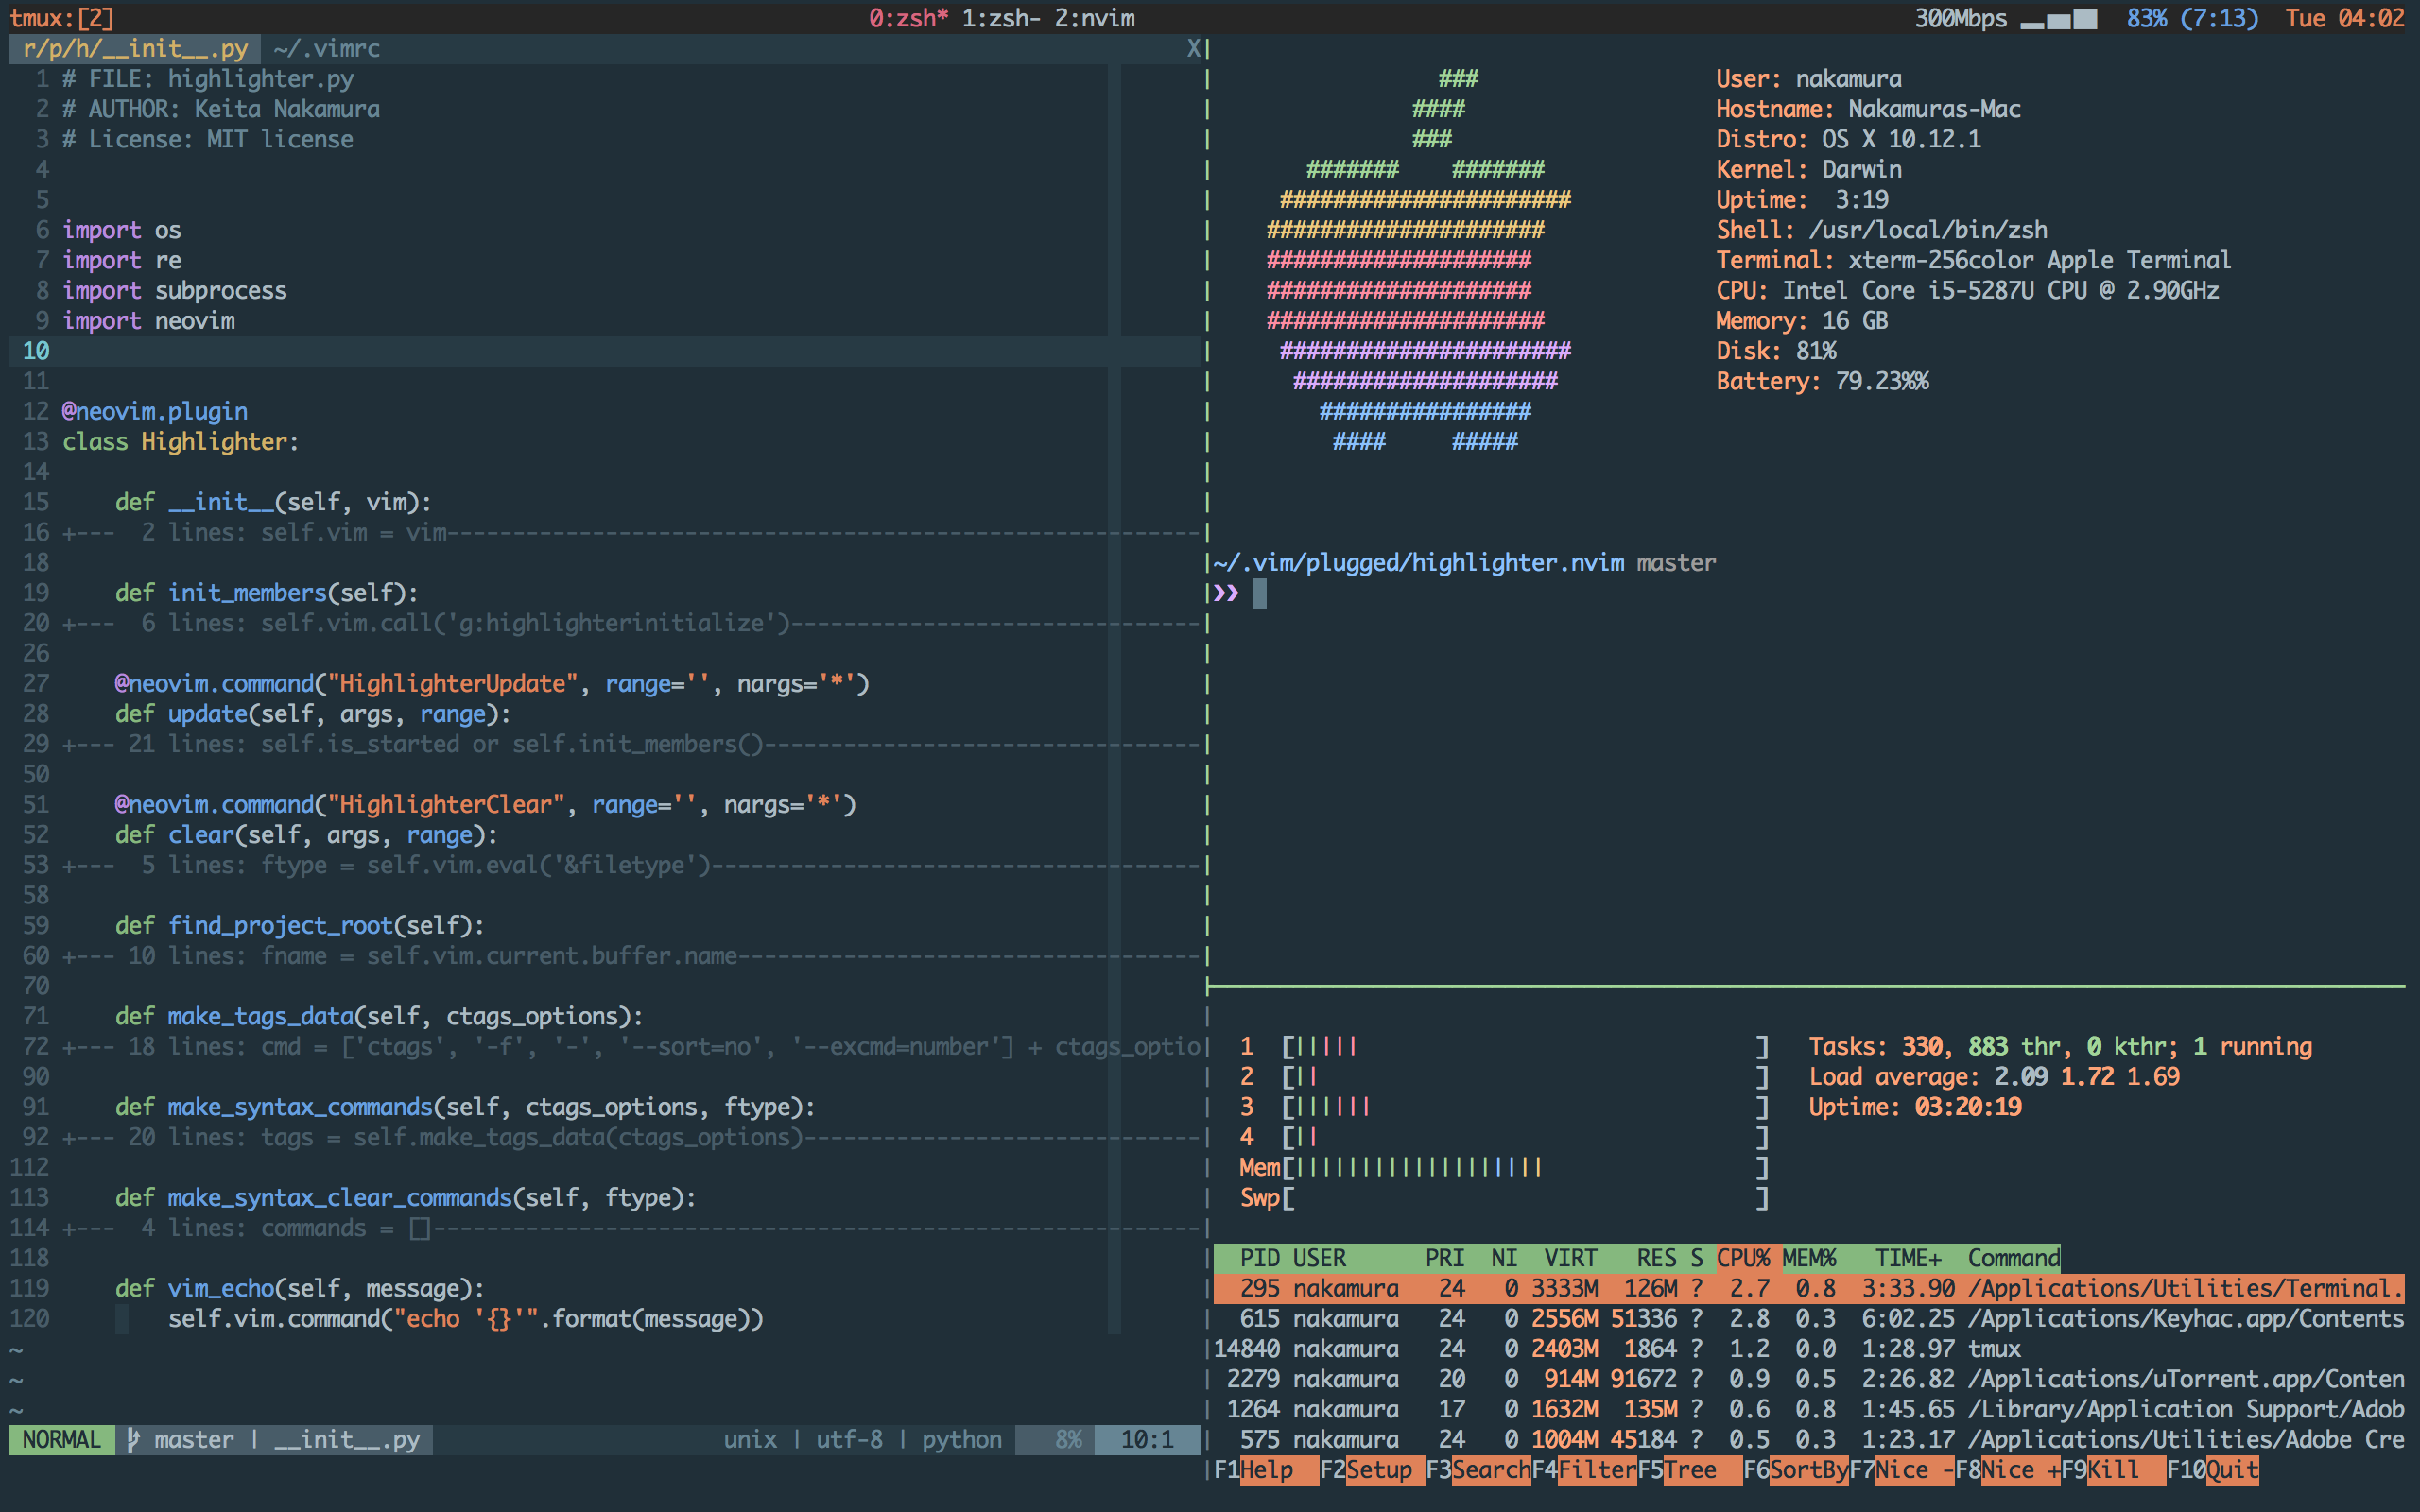 tmux:[2] 0:zsh* 1:zsh- 2:nvim 300Mbps 83% (7:13) Tue 04:02
r/p/h/__init__.py ~/.vimrc X
1 # FILE: highlighter.py
2 # AUTHOR: Keita Nakamura
3 # License: MIT license
4
5
6 import os
7 import re
8 import subprocess
9 import neovim
10
11
12 @neovim.plugin
13 class Highlighter:
14
15     def __init__(self, vim):
16 +---  2 lines: self.vim = vim---------------------------------------------------------
18
19     def init_members(self):
20 +---  6 lines: self.vim.call('g:highlighterinitialize')-------------------------------
26
27     @neovim.command("HighlighterUpdate", range='', nargs='*')
28     def update(self, args, range):
29 +--- 21 lines: self.is_started or self.init_members()---------------------------------
50
51     @neovim.command("HighlighterClear", range='', nargs='*')
52     def clear(self, args, range):
53 +---  5 lines: ftype = self.vim.eval('&filetype')-------------------------------------
58
59     def find_project_root(self):
60 +--- 10 lines: fname = self.vim.current.buffer.name-----------------------------------
70
71     def make_tags_data(self, ctags_options):
72 +--- 18 lines: cmd = ['ctags', '-f', '-', '--sort=no', '--excmd=number'] + ctags_optio
90
91     def make_syntax_commands(self, ctags_options, ftype):
92 +--- 20 lines: tags = self.make_tags_data(ctags_options)------------------------------
112
113     def make_syntax_clear_commands(self, ftype):
114 +---  4 lines: commands = []----------------------------------------------------------
118
119     def vim_echo(self, message):
120         self.vim.command("echo '{}'".format(message))
~
~
~
NORMAL master | __init__.py unix | utf-8 | python 8% 10:1
###
####
###
#######    #######
######################
#####################
####################
####################
#####################
######################
####################
################
####     #####
User: nakamura
Hostname: Nakamuras-Mac
Distro: OS X 10.12.1
Kernel: Darwin
Uptime:  3:19
Shell: /usr/local/bin/zsh
Terminal: xterm-256color Apple Terminal
CPU: Intel Core i5-5287U CPU @ 2.90GHz
Memory: 16 GB
Disk: 81%
Battery: 79.23%%
~/.vim/plugged/highlighter.nvim master
❯❯
1 [||||| ]
2 [|| ]
3 [|||||| ]
4 [|| ]
Mem[||||||||||||||||||| ]
Swp[ ]
Tasks: 330, 883 thr, 0 kthr; 1 running
Load average: 2.09 1.72 1.69
Uptime: 03:20:19
PID USER PRI NI VIRT RES S CPU% MEM% TIME+ Command
295 nakamura 24 0 3333M 126M ? 2.7 0.8 3:33.90 /Applications/Utilities/Terminal.
615 nakamura 24 0 2556M 51336 ? 2.8 0.3 6:02.25 /Applications/Keyhac.app/Contents
14840 nakamura 24 0 2403M 1864 ? 1.2 0.0 1:28.97 tmux
2279 nakamura 20 0 914M 91672 ? 0.9 0.5 2:26.82 /Applications/uTorrent.app/Conten
1264 nakamura 17 0 1632M 135M ? 0.6 0.8 1:45.65 /Library/Application Support/Adob
575 nakamura 24 0 1004M 45184 ? 0.5 0.3 1:23.17 /Applications/Utilities/Adobe Cre
F1Help F2Setup F3SearchF4FilterF5Tree F6SortByF7Nice -F8Nice +F9Kill F10Quit